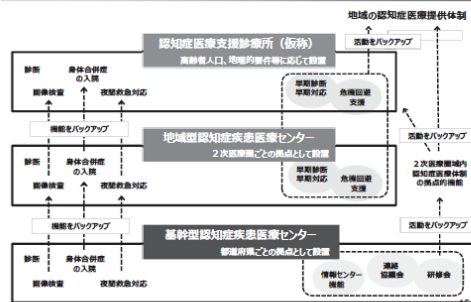 地域の認知症医療提供体制
活動をバックアップ
認知症医療支援診療所（仮称）
高齢者人口、地理的要件等に応じて設置
診断
身体合併症
の入院
画像検査
夜間救急対応
早期診断
早期対応
危機回避
支援
機能をバックアップ
活動をバックアップ
地域型認知症疾患医療センター
２次医療圏ごとの拠点として設置
診断
身体合併症
の入院
画像検査
夜間救急対応
早期診断
早期対応
危機回避
支援
２次医療圏域内
認知症医療体制
の拠点的機能
機能をバックアップ
活動をバックアップ
基幹型認知症疾患医療センター
都道府県ごとの拠点として設置
診断
身体合併症
の入院
画像検査
夜間救急対応
情報センター
機能
連絡
協議会
研修会